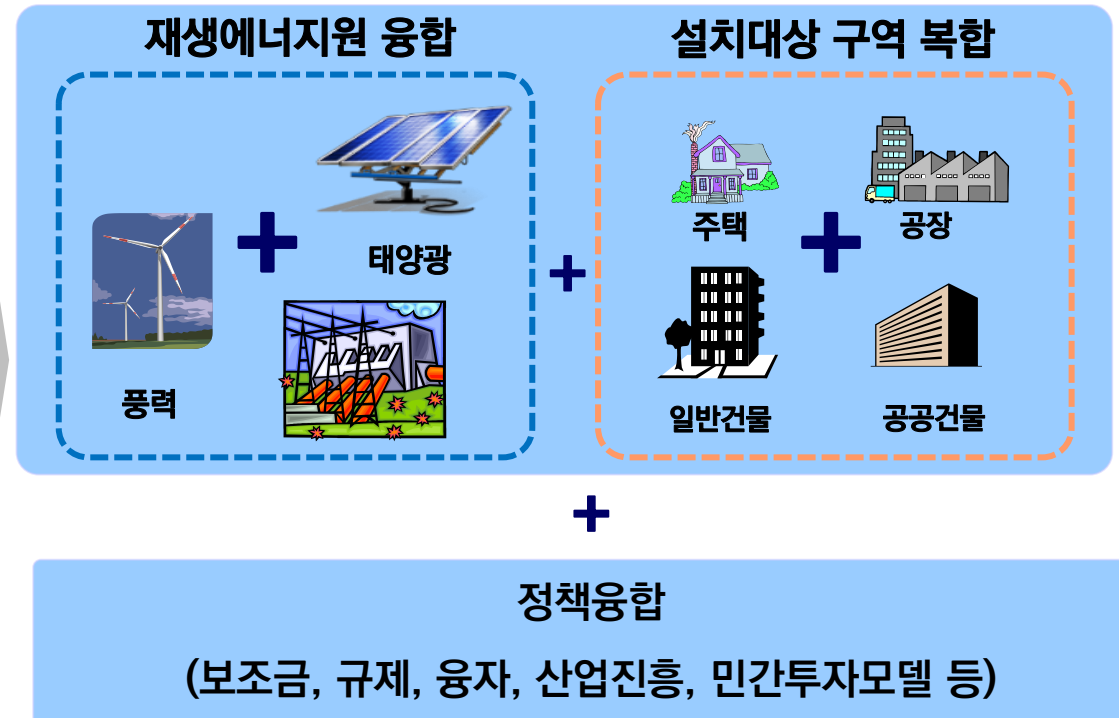 재생에너지원 융합
설치대상 구역 복합
태양광
풍력
주택
공장
일반건물
공공건물
정책융합
(보조금, 규제, 융자, 산업진흥, 민간투자모델 등)